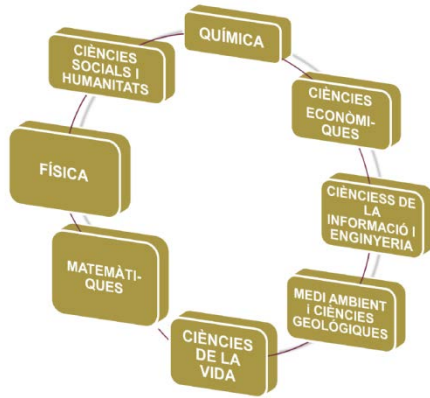 QUÍMICA
CIÈNCIES
ECONÒMI-
QUES
CIÈNCIESS DE
LA
INFORMACIÓ I
ENGINYERIA
MEDI AMBIENT
i CIÈNCIES
GEOLÓGIQUES
CIÈNCIES
DE LA
VIDA
MATEMÀTI-
QUES
FÍSICA
CIÈNCIES
SOCIALS I
HUMANITATS